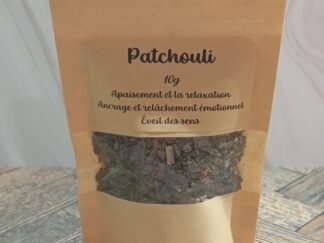 Patchouli
10g
Apaisement et la relaxation
Ancrage et relâchement émotionnel
Éveil des sens